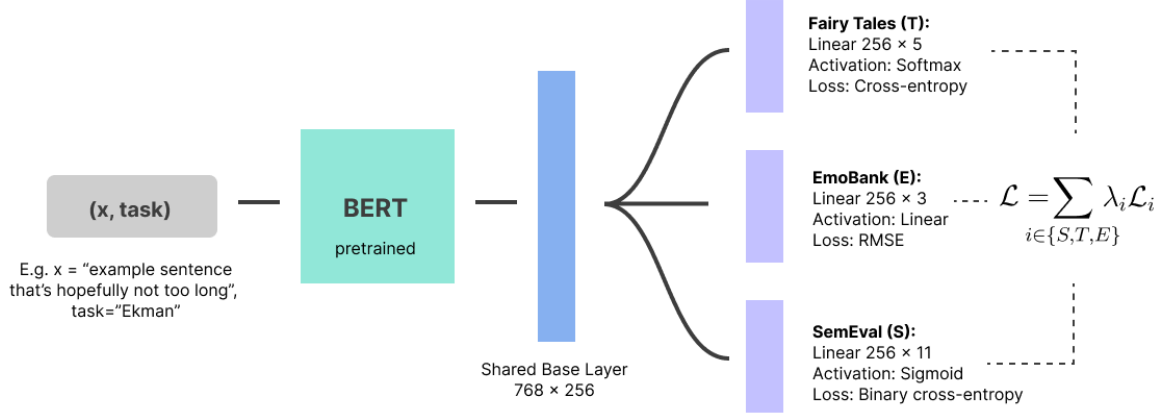 (x, task)
E.g. x = “example sentence
that’s hopefully not too long”,
task=”Ekman”
BERT
pretrained
Shared Base Layer
768 × 256
Fairy Tales (T):
Linear 256 × 5
Activation: Softmax
Loss: Cross-entropy
EmoBank (E):
Linear 256 × 3
Activation: Linear
Loss: RMSE
SemEval (S):
Linear 256 × 11
Activation: Sigmoid
Loss: Binary cross-entropy
ℒ = ∑ λᵢℒᵢ
i∈{S,T,E}